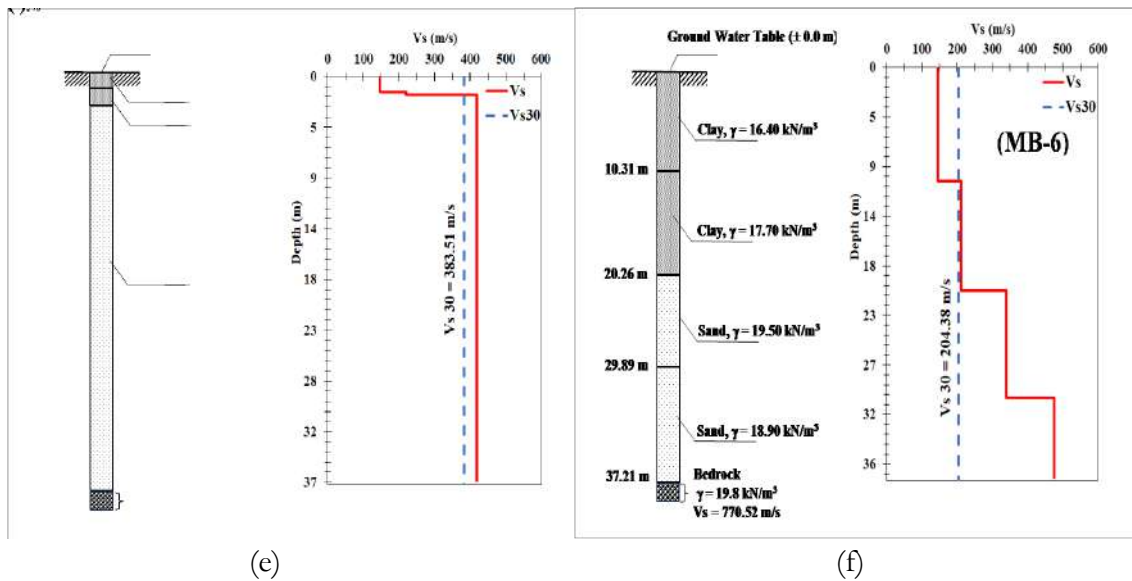 Vs (m/s)
0 100 200 300 400 500 600
0
5
9
14
18
23
28
32
37
Depth (m)
Vs
Vs30
Vs 30 = 383.51 m/s
(e)
Ground Water Table (± 0.0 m)
Clay, γ = 16.40 kN/m³
10.31 m
Clay, γ = 17.70 kN/m³
20.26 m
Sand, γ = 19.50 kN/m³
29.89 m
Sand, γ = 18.90 kN/m³
37.21 m
Bedrock
γ = 19.8 kN/m³
Vs = 770.52 m/s
Vs (m/s)
0 100 200 300 400 500 600
0
5
9
14
18
23
27
32
36
Depth (m)
Vs
Vs30
(MB-6)
Vs 30 = 204.38 m/s
(f)